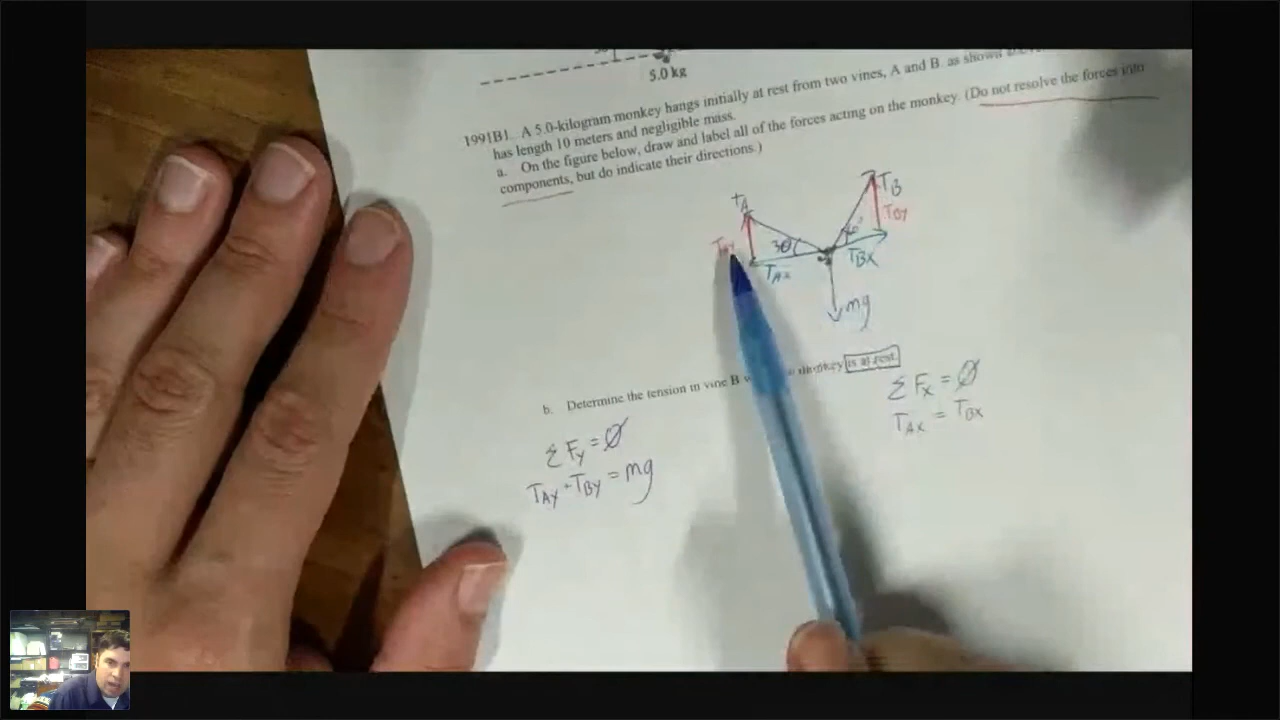 5.0 kg
1991B1. A 5.0-kilogram monkey hangs initially at rest from two vines, A and B. as shown
has length 10 meters and negligible mass.
a. On the figure below, draw and label all of the forces acting on the monkey. (Do not resolve the forces into
components, but do indicate their directions.)
TA
TB
TBY
30
60°
TAX
TBX
mg
b. Determine the tension in vine B monkey is at rest.
ΣFy = Ø
TAY + TBY = mg
ΣFx = Ø
TAX = TBX